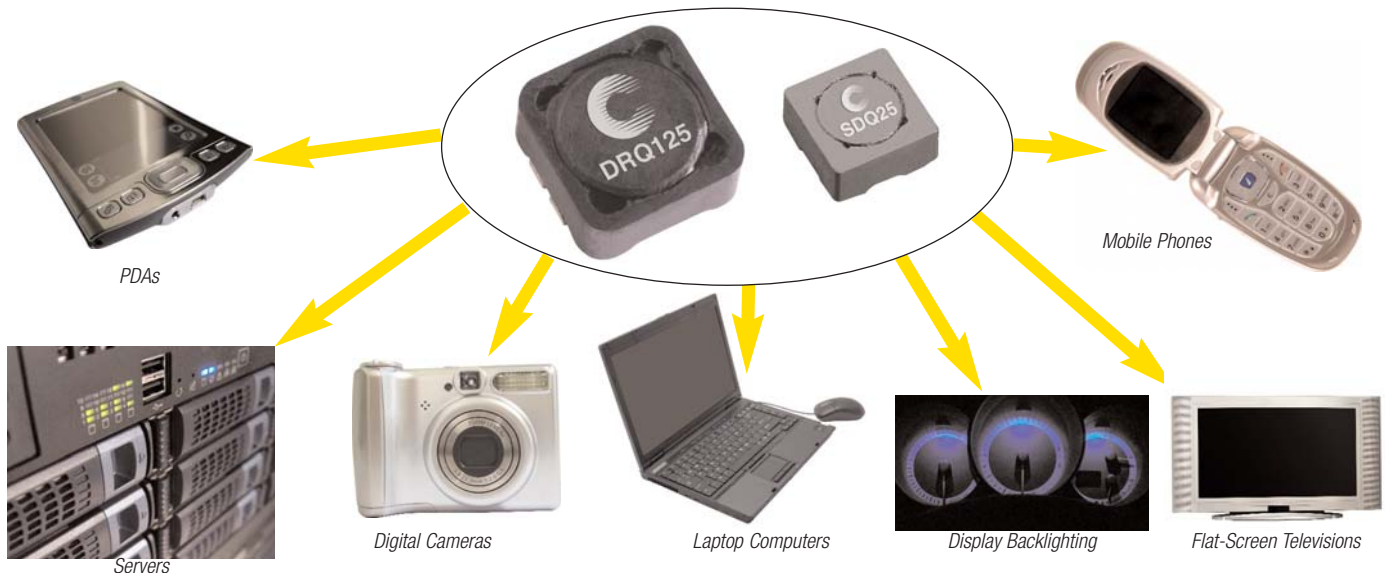 DRQ125
SDQ25
PDAs
Mobile Phones
Servers
Digital Cameras
Laptop Computers
Display Backlighting
Flat-Screen Televisions